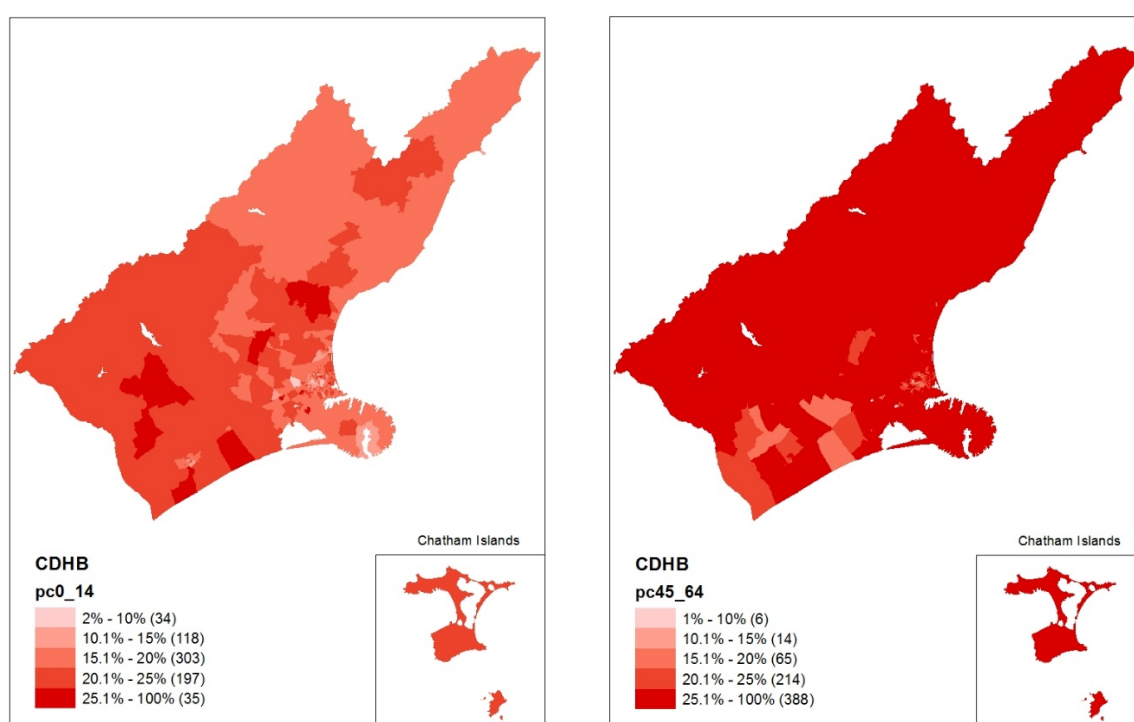 Chatham Islands
CDHB
pc0_14
2% - 10% (34)
10.1% - 15% (118)
15.1% - 20% (303)
20.1% - 25% (197)
25.1% - 100% (35)
Chatham Islands
CDHB
pc45_64
1% - 10% (6)
10.1% - 15% (14)
15.1% - 20% (65)
20.1% - 25% (214)
25.1% - 100% (388)